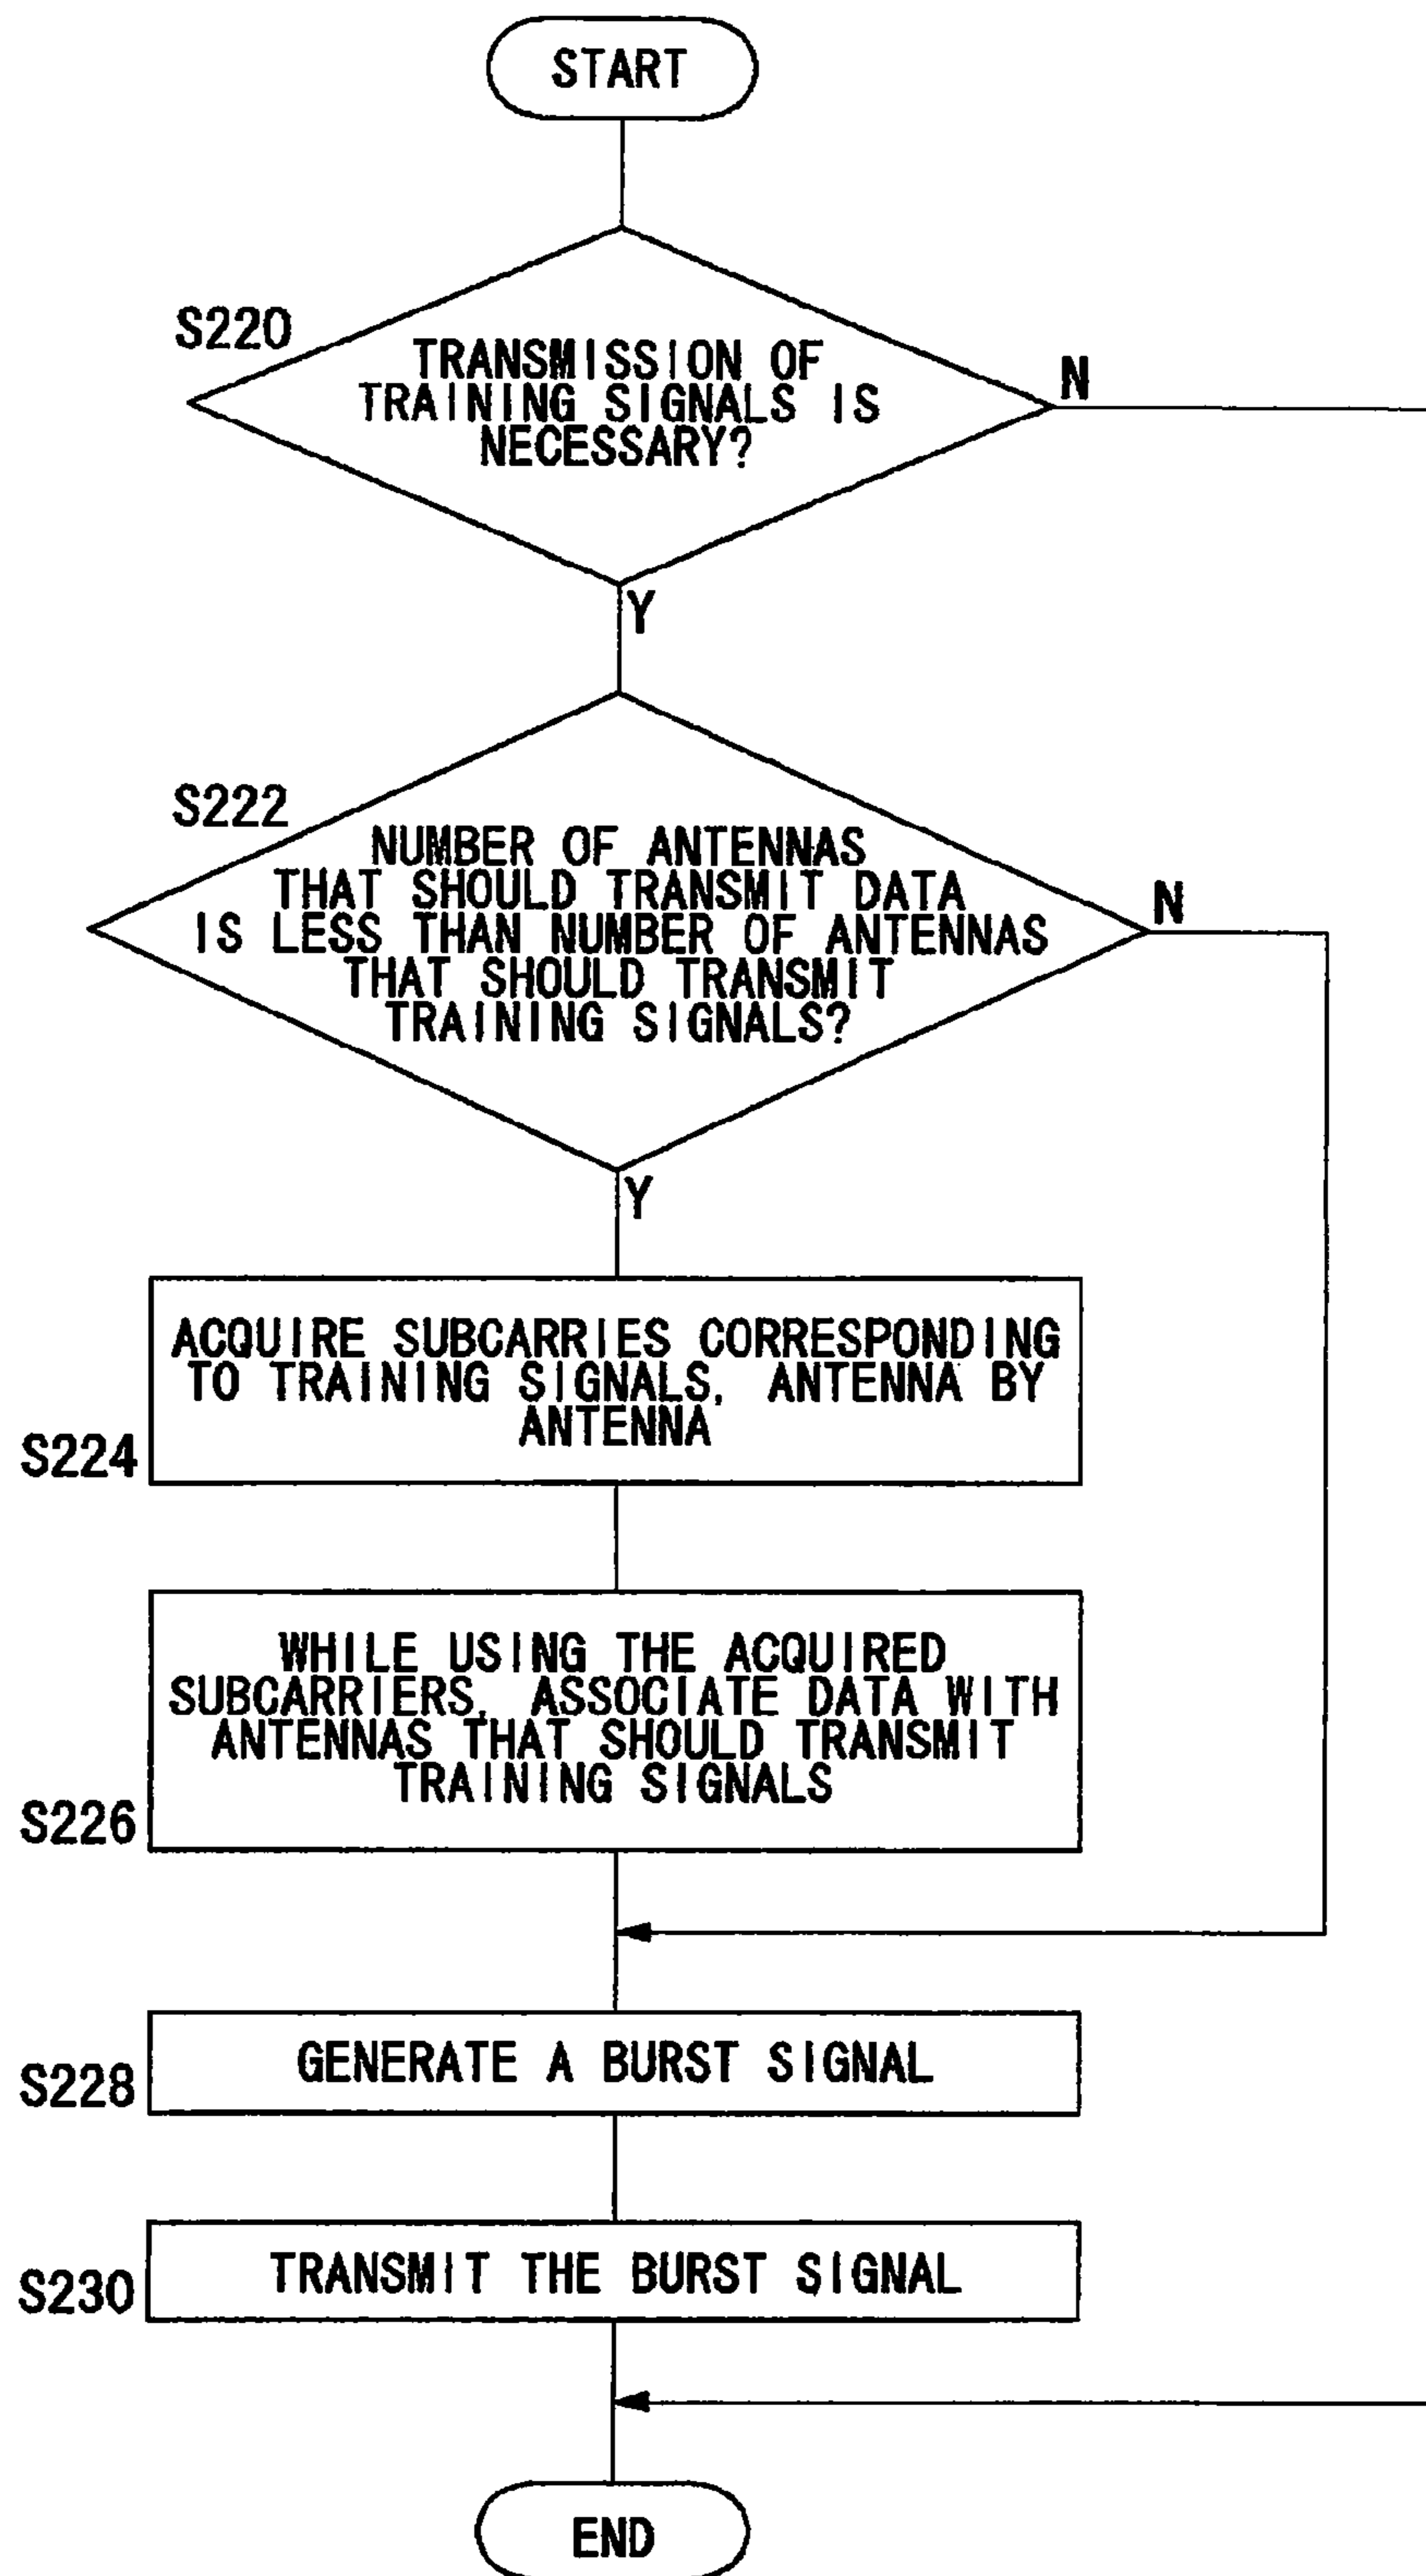 START
S220
TRANSMISSION OF
TRAINING SIGNALS IS
NECESSARY?
N
Y
S222
NUMBER OF ANTENNAS
THAT SHOULD TRANSMIT DATA
IS LESS THAN NUMBER OF ANTENNAS
THAT SHOULD TRANSMIT
TRAINING SIGNALS?
N
Y
ACQUIRE SUBCARRIES CORRESPONDING
TO TRAINING SIGNALS, ANTENNA BY
ANTENNA
S224
WHILE USING THE ACQUIRED
SUBCARRIERS, ASSOCIATE DATA WITH
ANTENNAS THAT SHOULD TRANSMIT
TRAINING SIGNALS
S226
GENERATE A BURST SIGNAL
S228
TRANSMIT THE BURST SIGNAL
S230
END